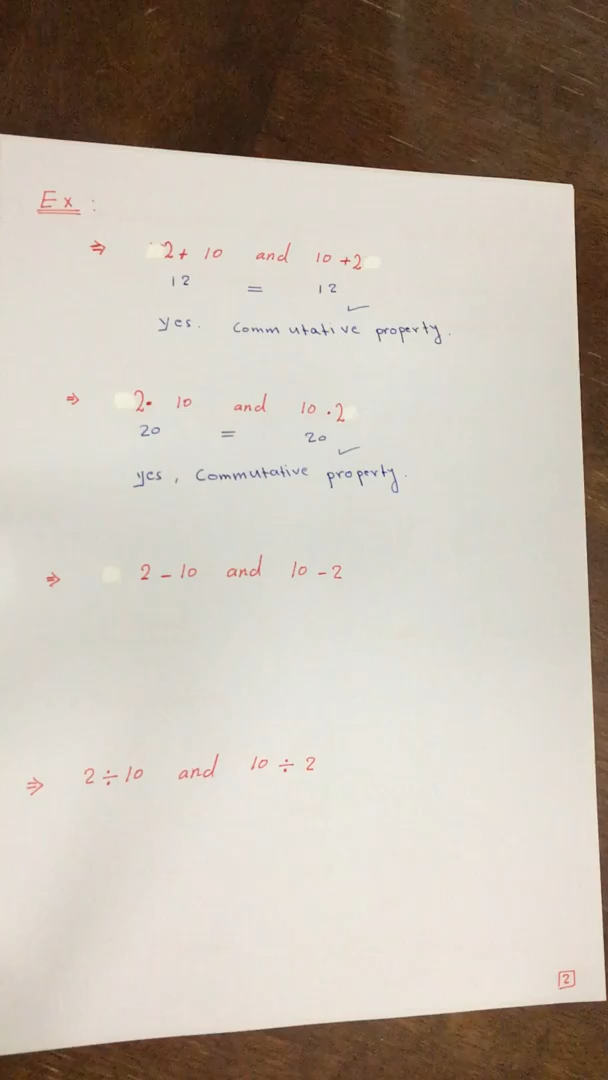 Ex :
⇒ 2 + 10 and 10 + 2
12 = 12
✓
yes. Commutative property.
⇒ 2 · 10 and 10 · 2
20 = 20
✓
yes, Commutative property.
⇒ 2 - 10 and 10 - 2
⇒ 2 ÷ 10 and 10 ÷ 2
2